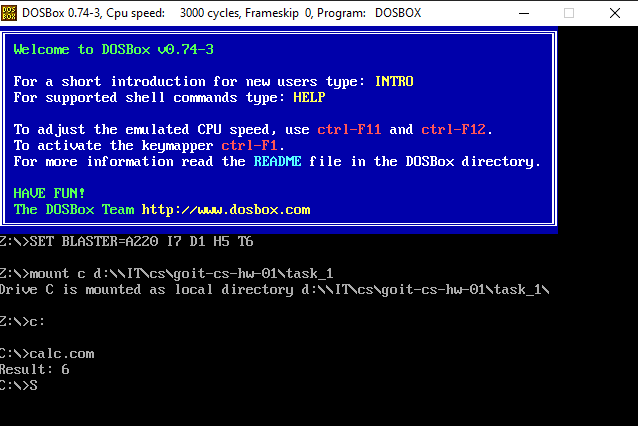 DOS BOX DOSBox 0.74-3, Cpu speed: 3000 cycles, Frameskip 0, Program: DOSBOX
Welcome to DOSBox v0.74-3
For a short introduction for new users type: INTRO
For supported shell commands type: HELP
To adjust the emulated CPU speed, use ctrl-F11 and ctrl-F12.
To activate the keymapper ctrl-F1.
For more information read the README file in the DOSBox directory.
HAVE FUN!
The DOSBox Team http://www.dosbox.com
Z:\>SET BLASTER=A220 I7 D1 H5 T6
Z:\>mount c d:\\IT\cs\goit-cs-hw-01\task_1
Drive C is mounted as local directory d:\\IT\cs\goit-cs-hw-01\task_1\
Z:\>c:
C:\>calc.com
Result: 6
C:\>S